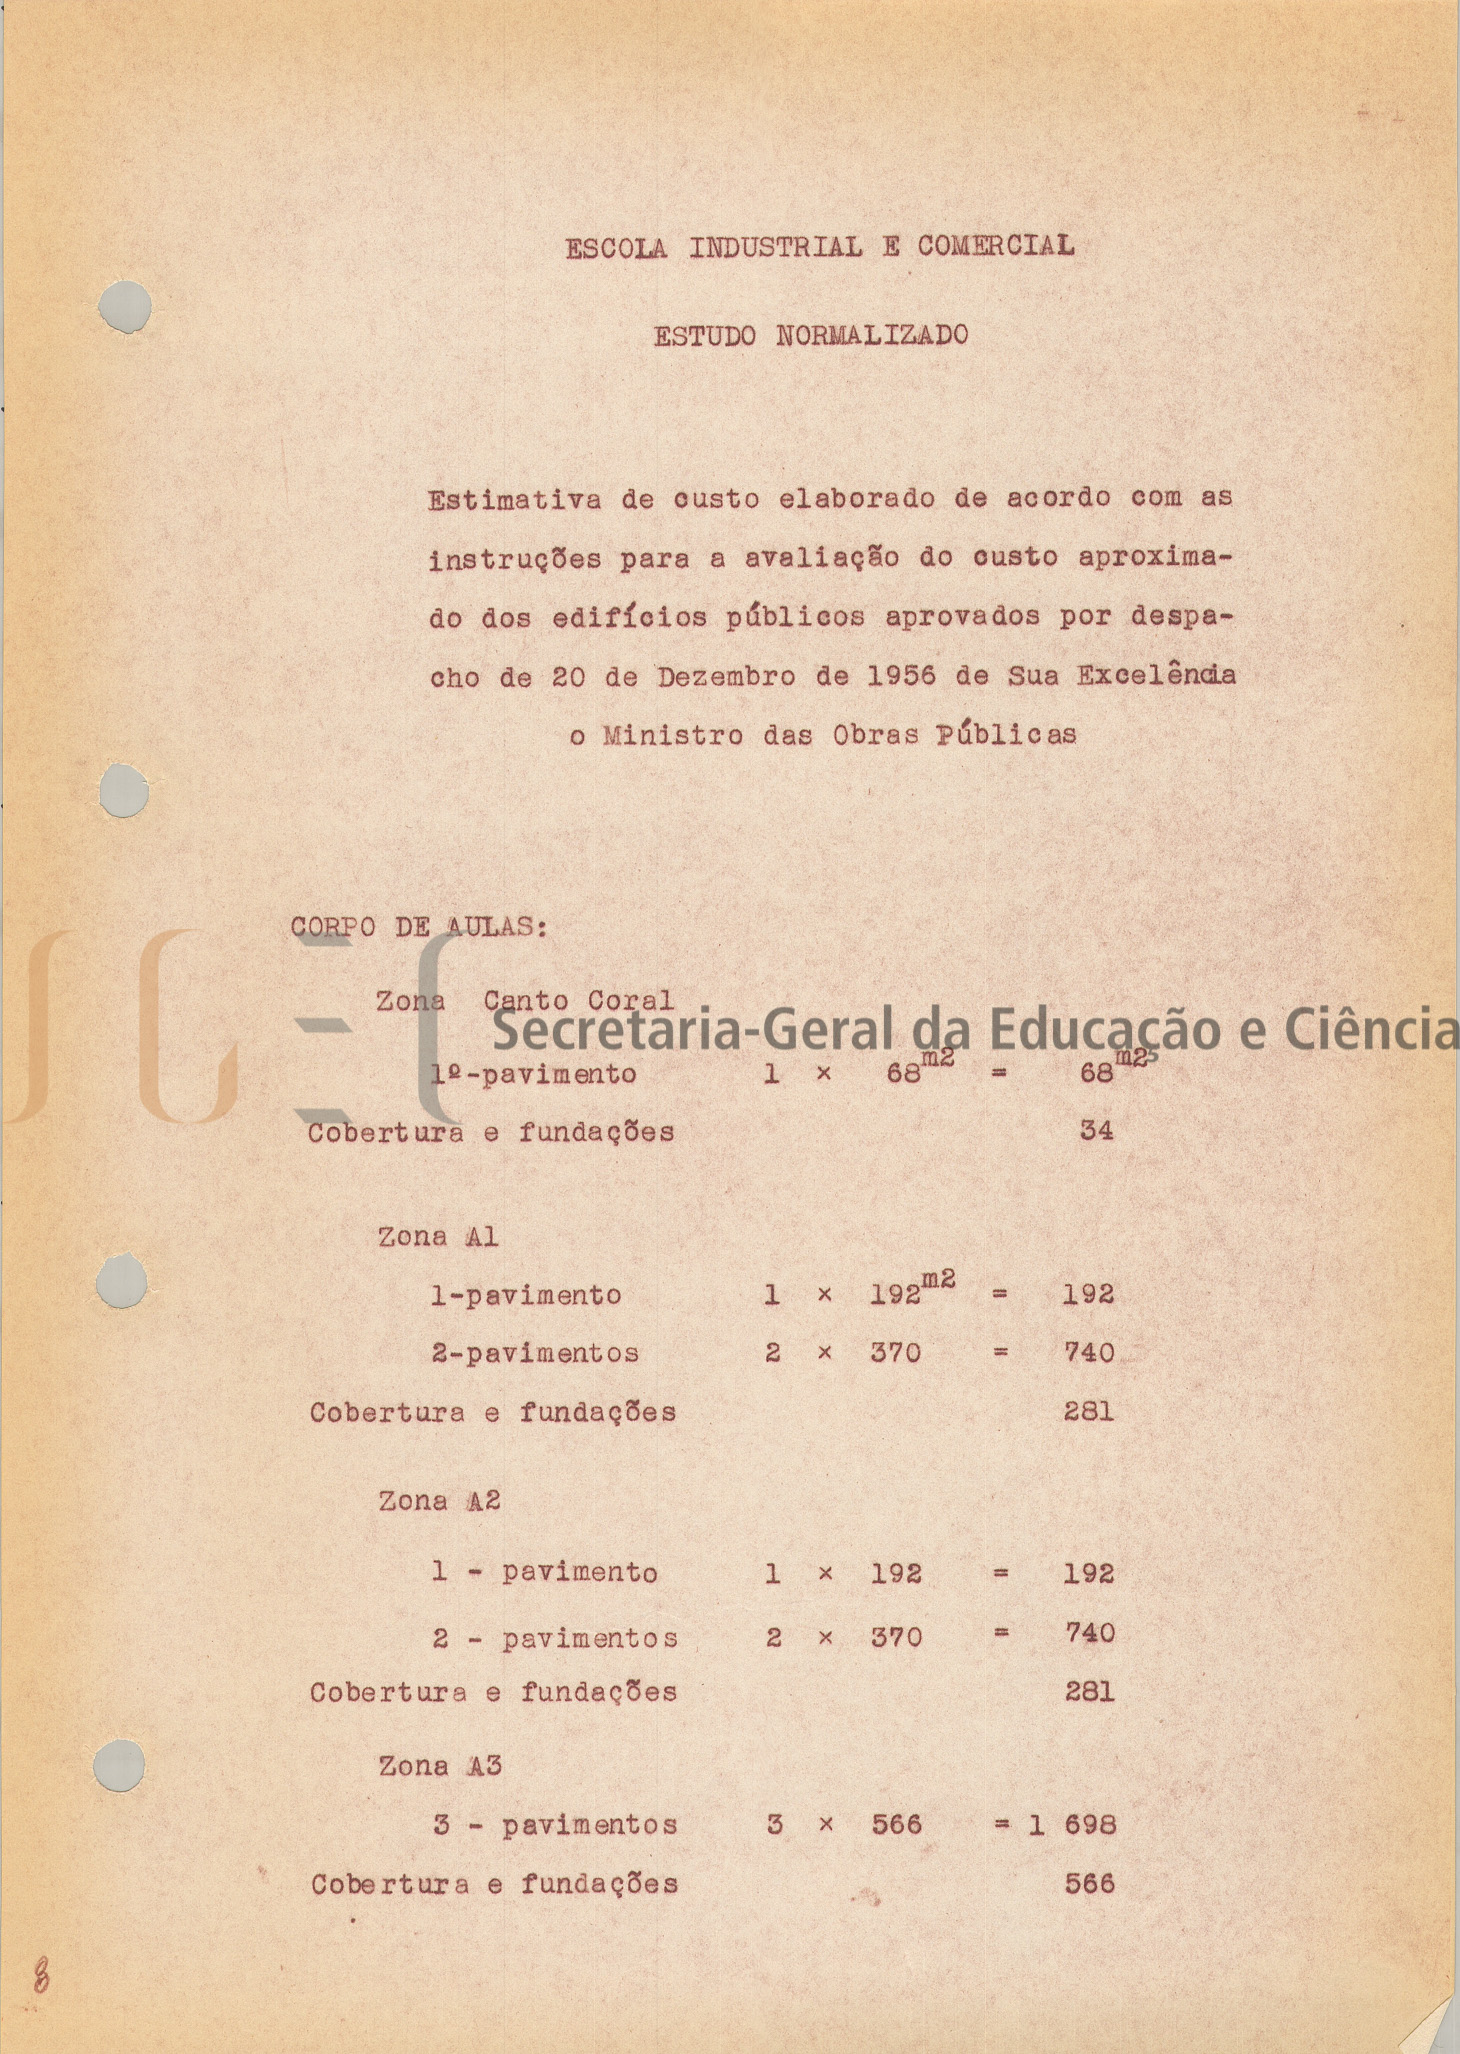 ESCOLA INDUSTRIAL E COMERCIAL
ESTUDO NORMALIZADO
Estimativa de custo elaborado de acordo com as
instruções para a avaliação do custo aproxima-
do dos edifícios públicos aprovados por despa-
cho de 20 de Dezembro de 1956 de Sua Excelência
o Ministro das Obras Públicas
CORPO DE AULAS:
Zona Canto Coral
SGEC Secretaria-Geral da Educação e Ciência
1º-pavimento 1 × 68m2 = 68m2
Cobertura e fundações 34
Zona A1
1-pavimento 1 × 192m2 = 192
2-pavimentos 2 × 370 = 740
Cobertura e fundações 281
Zona A2
1 - pavimento 1 × 192 = 192
2 - pavimentos 2 × 370 = 740
Cobertura e fundações 281
Zona A3
3 - pavimentos 3 × 566 = 1 698
Cobertura e fundações 566
8